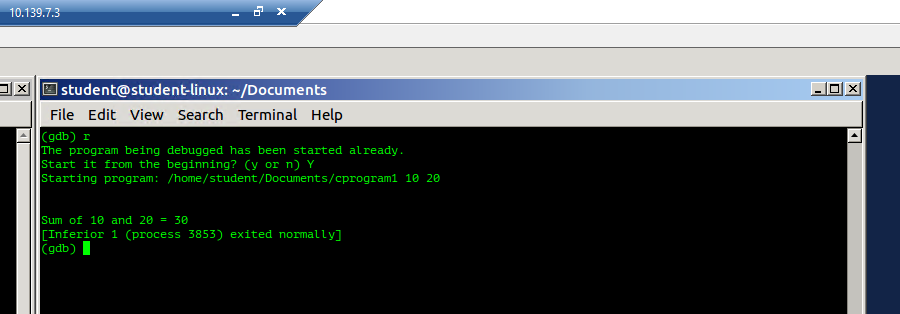 10.139.7.3
student@student-linux: ~/Documents
File Edit View Search Terminal Help
(gdb) r
The program being debugged has been started already.
Start it from the beginning? (y or n) Y
Starting program: /home/student/Documents/cprogram1 10 20
Sum of 10 and 20 = 30
[Inferior 1 (process 3853) exited normally]
(gdb)